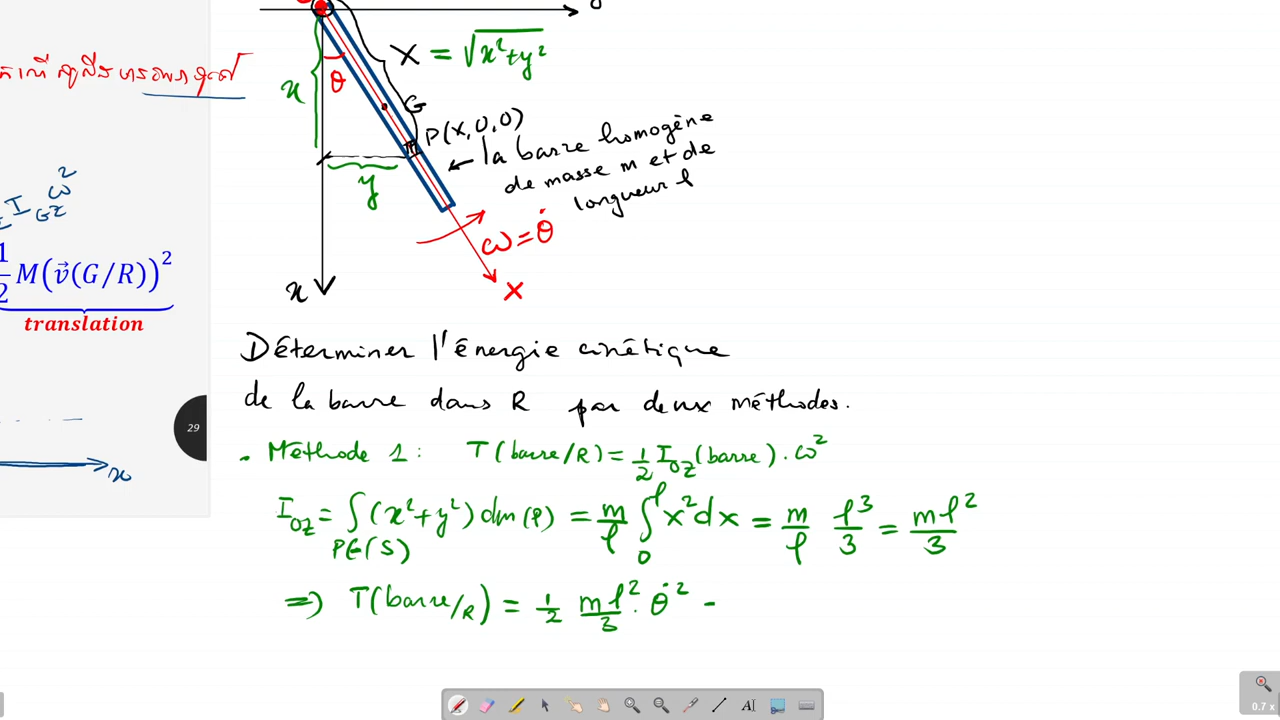 y
X = √x²+y²
x
θ
G
P(X,0,0)
la barre homogène
de masse m et de
longueur l
y
ω = θ̇
x
X
I_GZ ω²
1/2 M(v⃗(G/R))²
translation
29
x
Déterminer l'énergie cinétique
de la barre dans R par deux méthodes.
. Méthode 1: T(barre/R) = 1/2 I_OZ(barre) . ω²
I_OZ = ∫_{P∈(S)} (x²+y²) dm(P) = m/l ∫₀^l X² dX = m/l l³/3 = ml²/3
⇒ T(barre/R) = 1/2 ml²/3 . θ̇² -
0.7 x